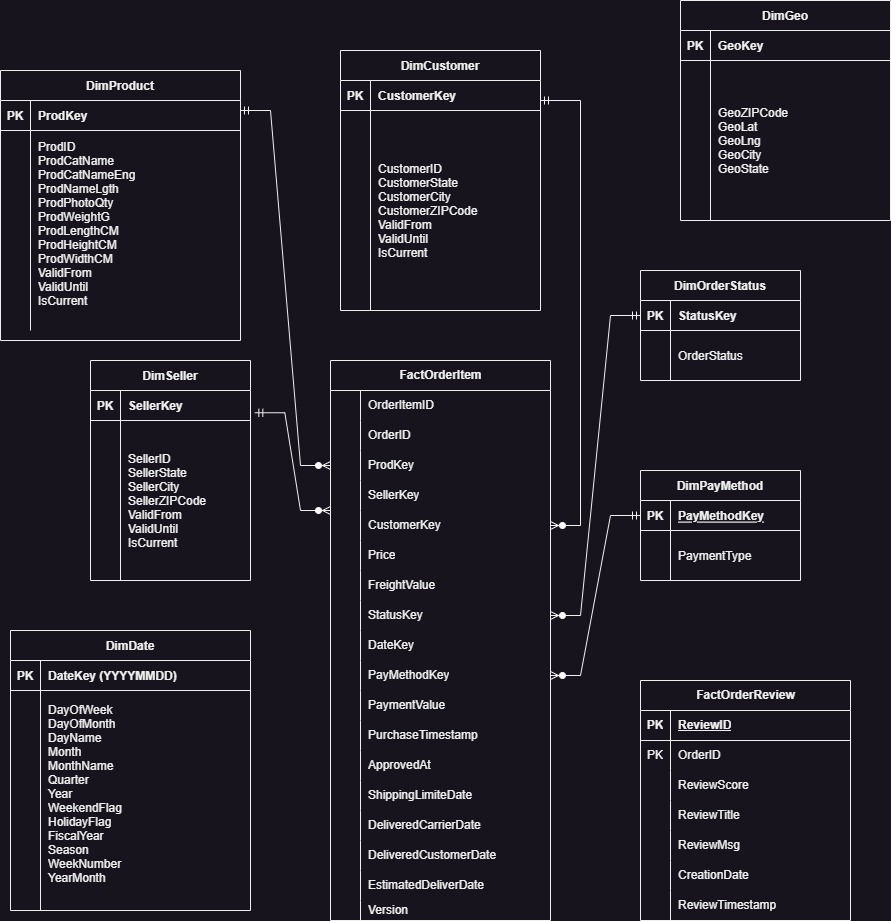 DimGeo
PK GeoKey
GeoZIPCode
GeoLat
GeoLng
GeoCity
GeoState
DimCustomer
PK CustomerKey
CustomerID
CustomerState
CustomerCity
CustomerZIPCode
ValidFrom
ValidUntil
IsCurrent
DimProduct
PK ProdKey
ProdID
ProdCatName
ProdCatNameEng
ProdNameLgth
ProdPhotoQty
ProdWeightG
ProdLengthCM
ProdHeightCM
ProdWidthCM
ValidFrom
ValidUntil
IsCurrent
DimOrderStatus
PK StatusKey
OrderStatus
DimSeller
PK SellerKey
SellerID
SellerState
SellerCity
SellerZIPCode
ValidFrom
ValidUntil
IsCurrent
FactOrderItem
OrderItemID
OrderID
ProdKey
SellerKey
CustomerKey
Price
FreightValue
StatusKey
DateKey
PayMethodKey
PaymentValue
PurchaseTimestamp
ApprovedAt
ShippingLimiteDate
DeliveredCarrierDate
DeliveredCustomerDate
EstimatedDeliverDate
Version
DimPayMethod
PK PayMethodKey
PaymentType
DimDate
PK DateKey (YYYYMMDD)
DayOfWeek
DayOfMonth
DayName
Month
MonthName
Quarter
Year
WeekendFlag
HolidayFlag
FiscalYear
Season
WeekNumber
YearMonth
FactOrderReview
PK ReviewID
PK OrderID
ReviewScore
ReviewTitle
ReviewMsg
CreationDate
ReviewTimestamp